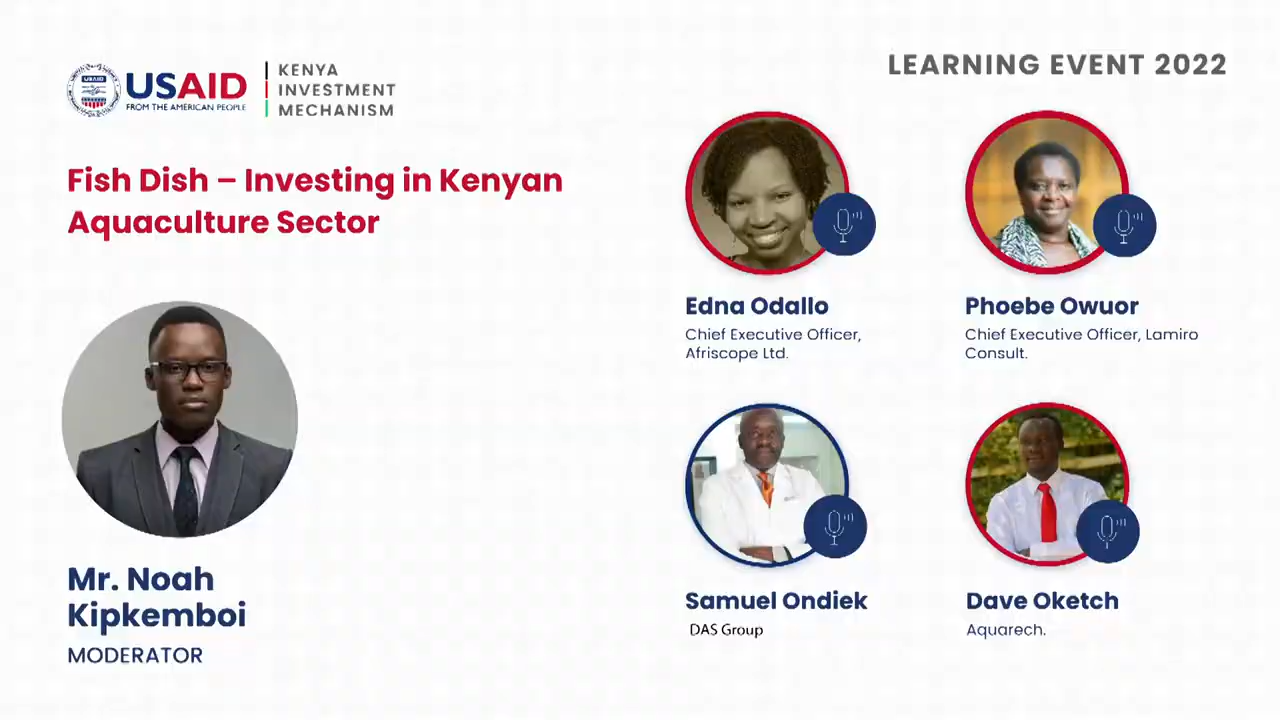 USAID
USAID
FROM THE AMERICAN PEOPLE
KENYA
INVESTMENT
MECHANISM
LEARNING EVENT 2022
Fish Dish – Investing in Kenyan
Aquaculture Sector
Mr. Noah
Kipkemboi
MODERATOR
Edna Odallo
Chief Executive Officer,
Afriscope Ltd.
Phoebe Owuor
Chief Executive Officer, Lamiro
Consult.
Samuel Ondiek
DAS Group
Dave Oketch
Aquarech.